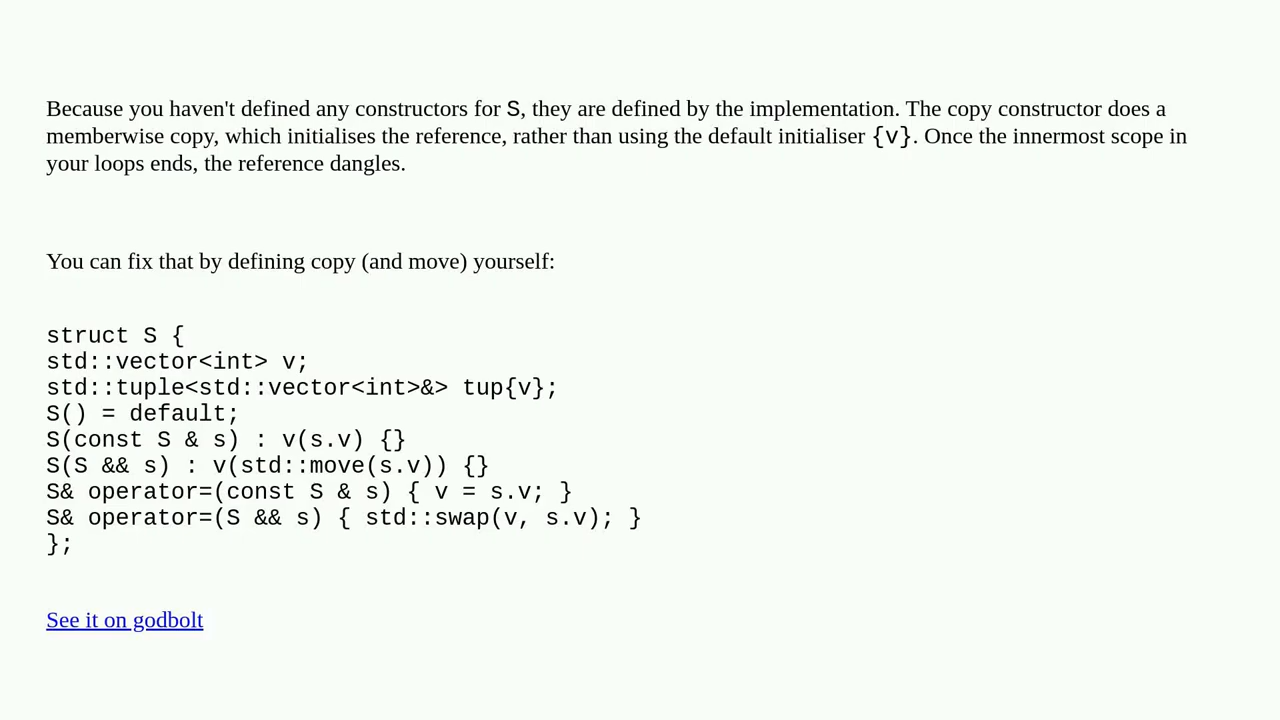 Because you haven't defined any constructors for S, they are defined by the implementation. The copy constructor does a
memberwise copy, which initialises the reference, rather than using the default initialiser {v}. Once the innermost scope in
your loops ends, the reference dangles.
You can fix that by defining copy (and move) yourself:
struct S {
std::vector<int> v;
std::tuple<std::vector<int>&> tup{v};
S() = default;
S(const S & s) : v(s.v) {}
S(S && s) : v(std::move(s.v)) {}
S& operator=(const S & s) { v = s.v; }
S& operator=(S && s) { std::swap(v, s.v); }
};
See it on godbolt